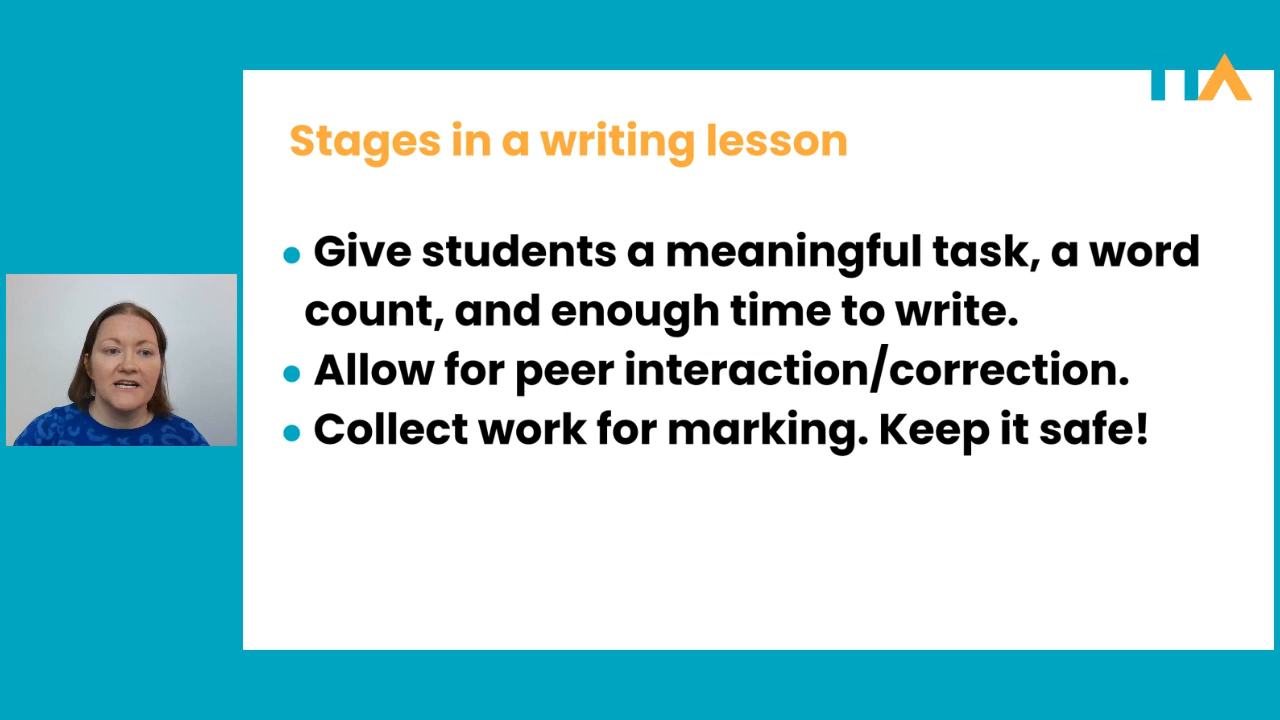 Stages in a writing lesson
• Give students a meaningful task, a word
count, and enough time to write.
• Allow for peer interaction/correction.
• Collect work for marking. Keep it safe!